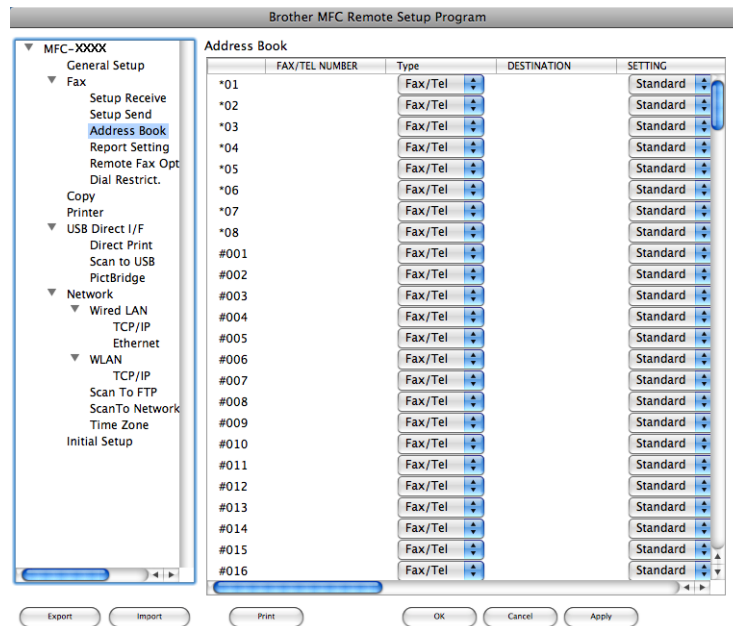 Brother MFC Remote Setup Program
MFC-XXXX
General Setup
Fax
Setup Receive
Setup Send
Address Book
Report Setting
Remote Fax Opt
Dial Restrict.
Copy
Printer
USB Direct I/F
Direct Print
Scan to USB
PictBridge
Network
Wired LAN
TCP/IP
Ethernet
WLAN
TCP/IP
Scan To FTP
ScanTo Network
Time Zone
Initial Setup
Address Book
FAX/TEL NUMBER Type DESTINATION SETTING
*01 Fax/Tel Standard
*02 Fax/Tel Standard
*03 Fax/Tel Standard
*04 Fax/Tel Standard
*05 Fax/Tel Standard
*06 Fax/Tel Standard
*07 Fax/Tel Standard
*08 Fax/Tel Standard
#001 Fax/Tel Standard
#002 Fax/Tel Standard
#003 Fax/Tel Standard
#004 Fax/Tel Standard
#005 Fax/Tel Standard
#006 Fax/Tel Standard
#007 Fax/Tel Standard
#008 Fax/Tel Standard
#009 Fax/Tel Standard
#010 Fax/Tel Standard
#011 Fax/Tel Standard
#012 Fax/Tel Standard
#013 Fax/Tel Standard
#014 Fax/Tel Standard
#015 Fax/Tel Standard
#016 Fax/Tel Standard
Export Import Print OK Cancel Apply